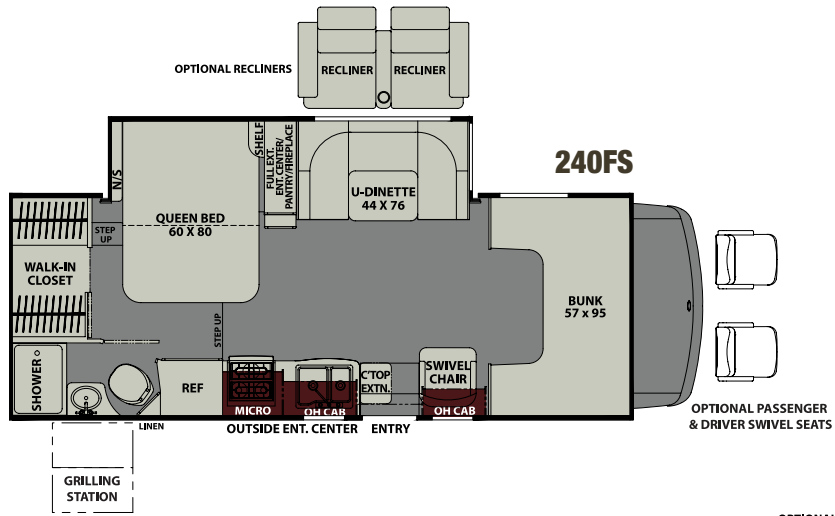 OPTIONAL RECLINERS
RECLINER
RECLINER
240FS
N/S
SHELF
FULL EXT.
ENT. CENTER/
PANTRY/FIREPLACE
U-DINETTE
44 X 76
QUEEN BED
60 X 80
STEP
UP
WALK-IN
CLOSET
BUNK
57 x 95
STEP UP
SHOWER
REF
C'TOP
EXTN.
SWIVEL
CHAIR
MICRO
OH CAB
OH CAB
LINEN
OUTSIDE ENT. CENTER
ENTRY
OPTIONAL PASSENGER
& DRIVER SWIVEL SEATS
GRILLING
STATION
OPTIONAL